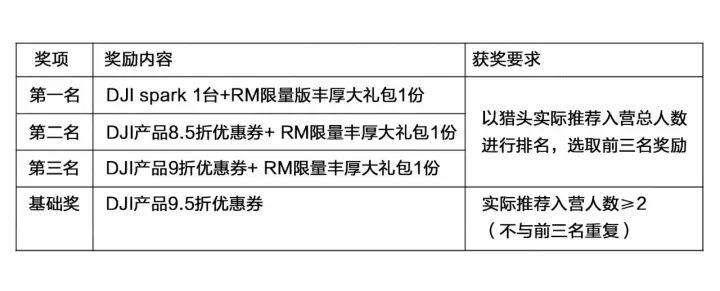 奖项 奖励内容 获奖要求
第一名 DJI spark 1台+RM限量版丰厚大礼包1份
第二名 DJI产品8.5折优惠券+ RM限量丰厚大礼包1份
第三名 DJI产品9折优惠券+ RM限量丰厚大礼包1份
以猎头实际推荐入营总人数
进行排名，选取前三名奖励
基础奖 DJI产品9.5折优惠券
实际推荐入营人数≥2
（不与前三名重复）